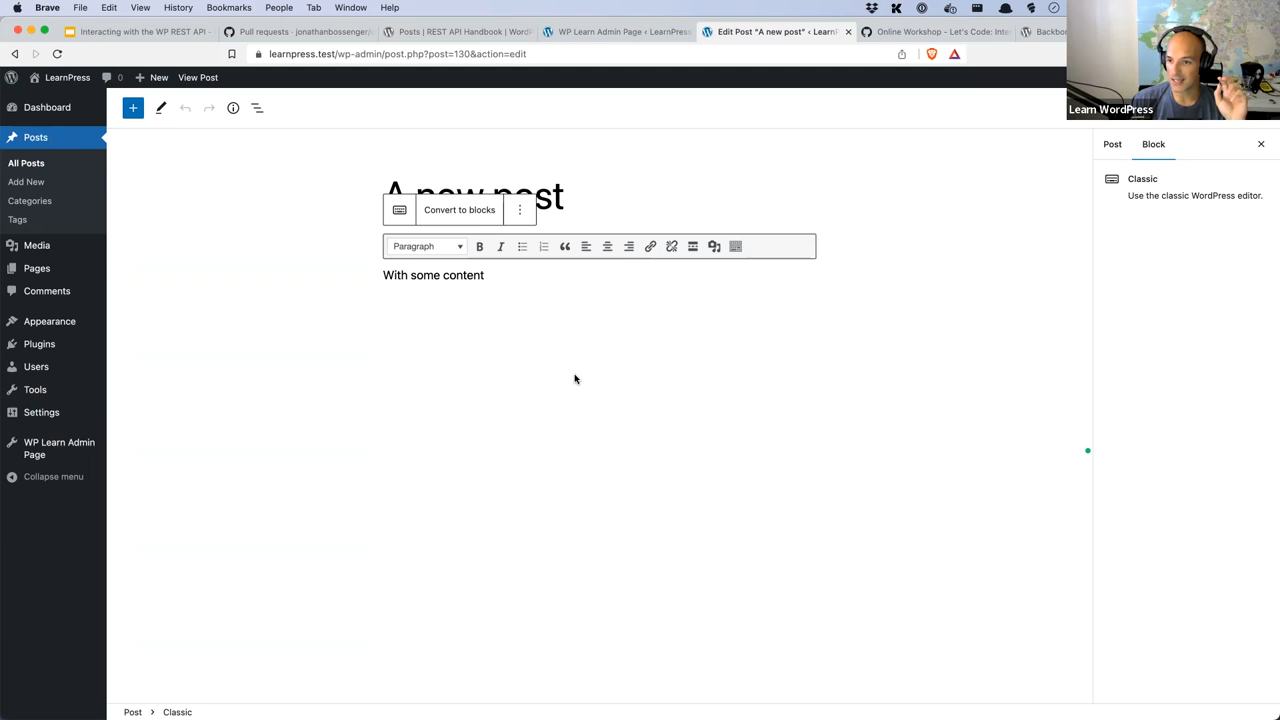 Brave File Edit View History Bookmarks People Tab Window Help
Interacting with the WP REST API -
Pull requests · jonathanbossenger/
Posts | REST API Handbook | WordP
WP Learn Admin Page ‹ LearnPress
Edit Post "A new post" ‹ LearnP
Online Workshop - Let's Code: Inte
learnpress.test/wp-admin/post.php?post=130&action=edit
LearnPress 0 New View Post
Learn WordPress
Dashboard
Posts
All Posts
Add New
Categories
Tags
Media
Pages
Comments
Appearance
Plugins
Users
Tools
Settings
WP Learn Admin
Page
Collapse menu
A new post
Convert to blocks
Paragraph B I
With some content
Post Block
Classic
Use the classic WordPress editor.
Post Classic